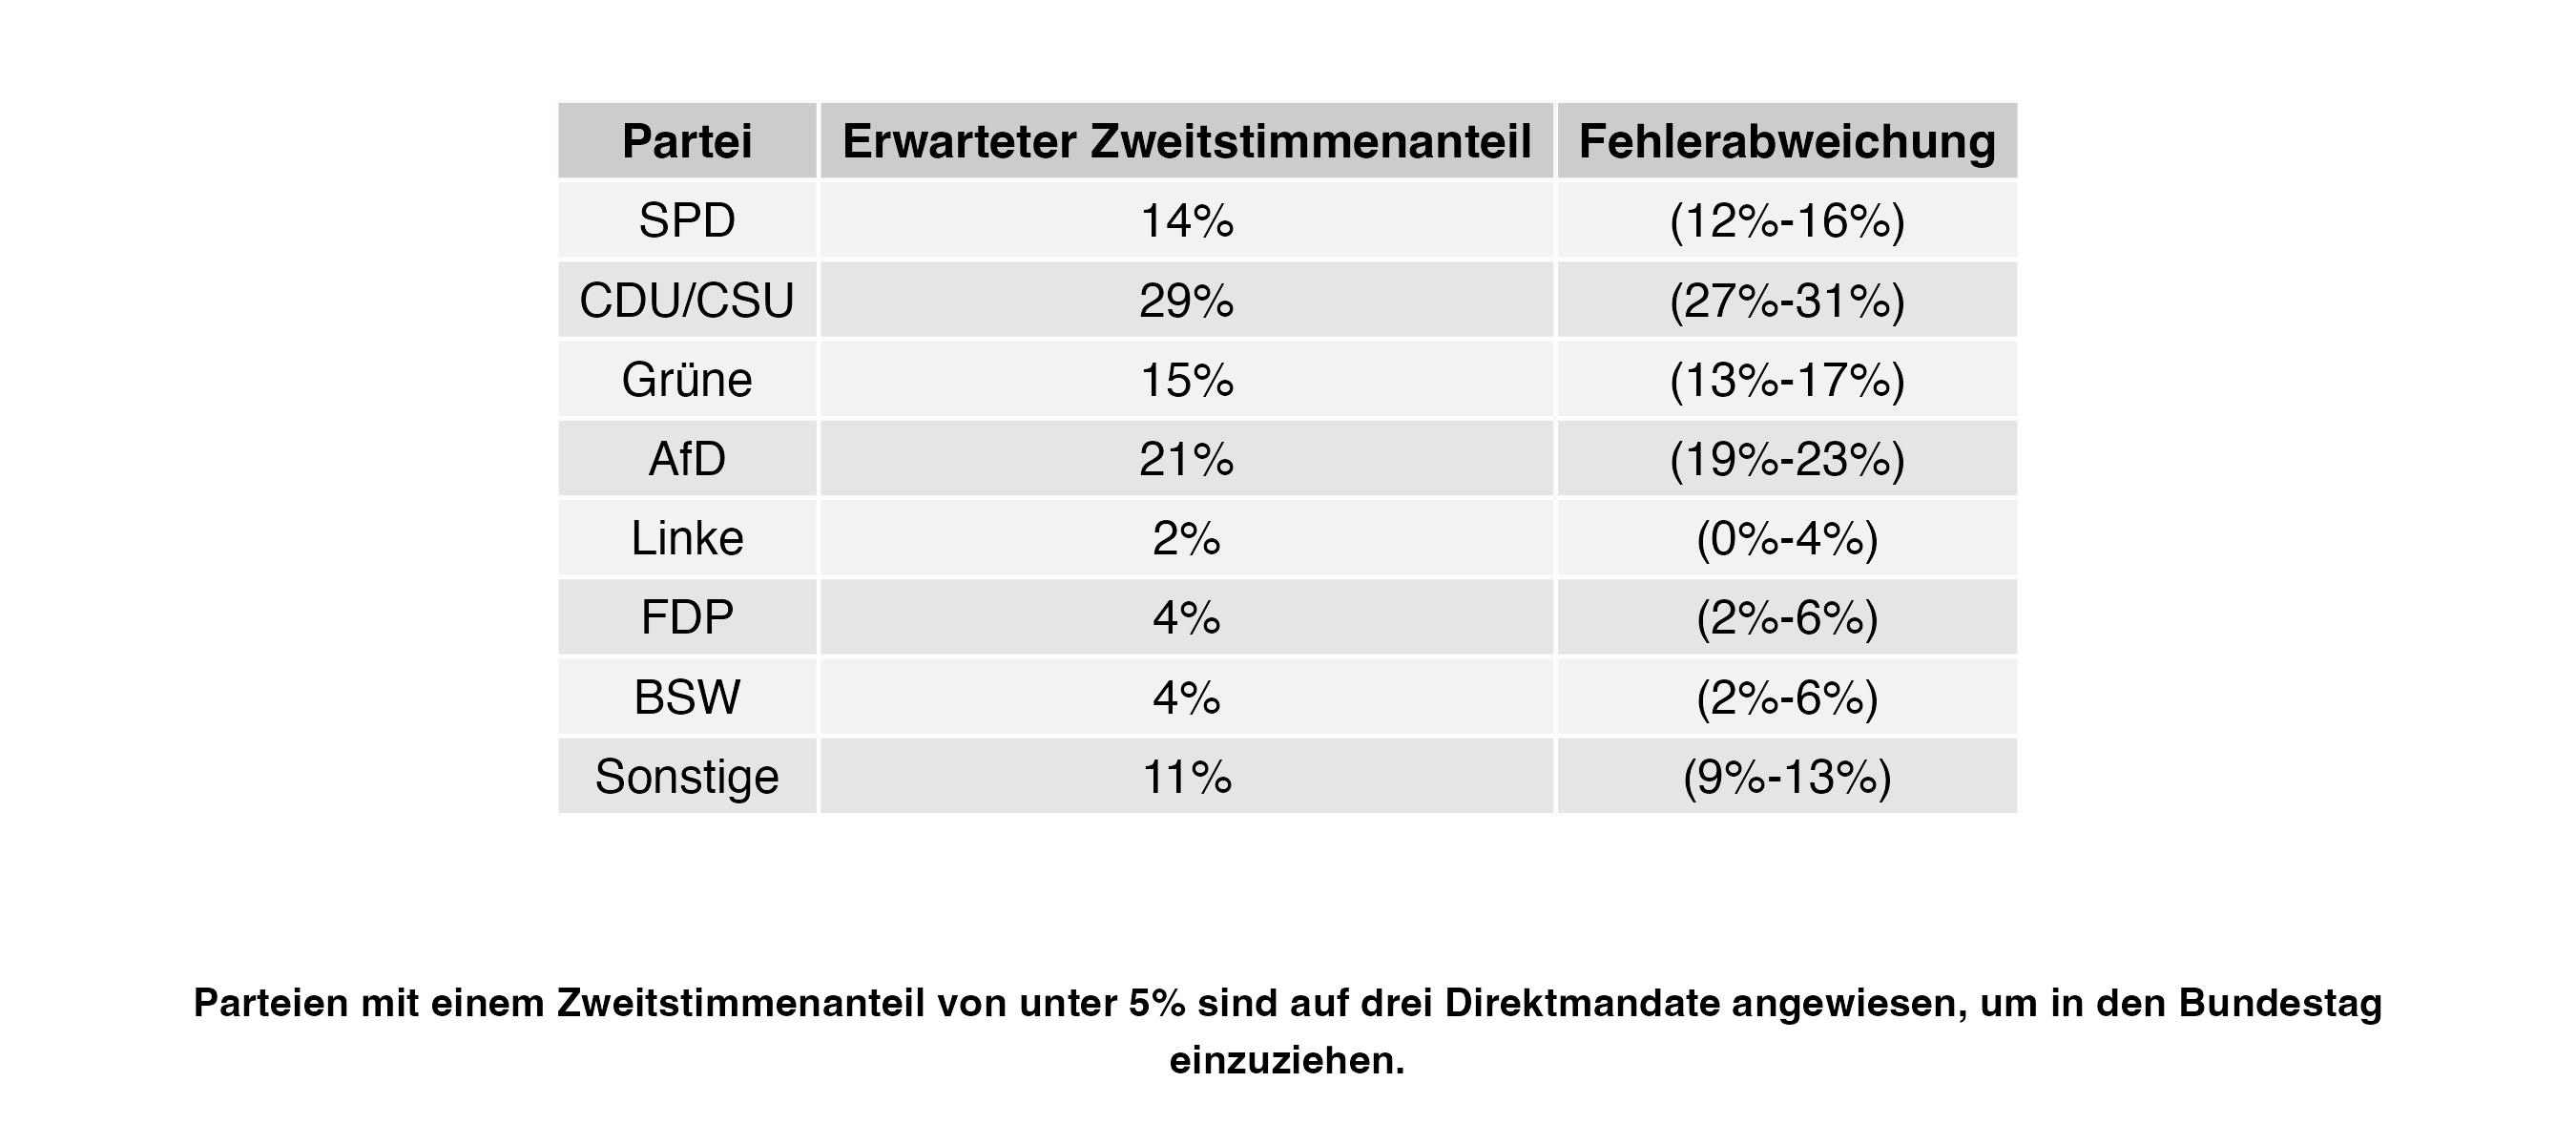 Partei Erwarteter Zweitstimmenanteil Fehlerabweichung
SPD 14% (12%-16%)
CDU/CSU 29% (27%-31%)
Grüne 15% (13%-17%)
AfD 21% (19%-23%)
Linke 2% (0%-4%)
FDP 4% (2%-6%)
BSW 4% (2%-6%)
Sonstige 11% (9%-13%)
Parteien mit einem Zweitstimmenanteil von unter 5% sind auf drei Direktmandate angewiesen, um in den Bundestag
einzuziehen.